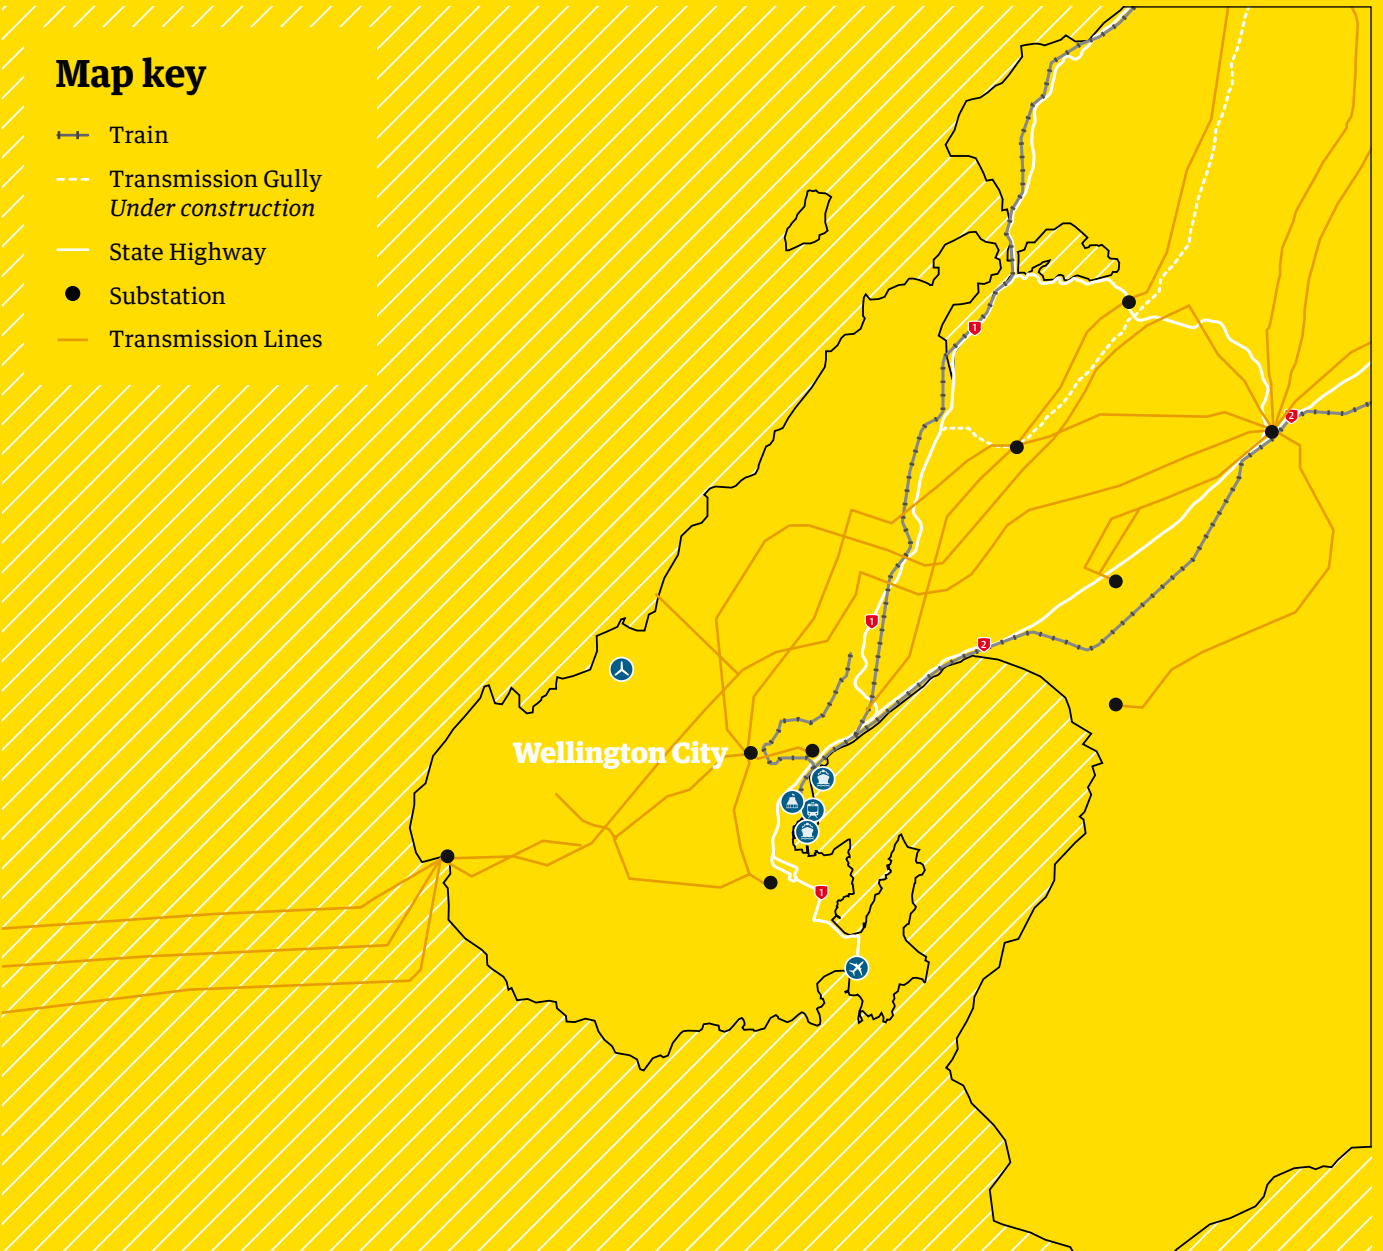 Map key
Train
Transmission Gully
Under construction
State Highway
Substation
Transmission Lines
1
2
1
2
Wellington City
1